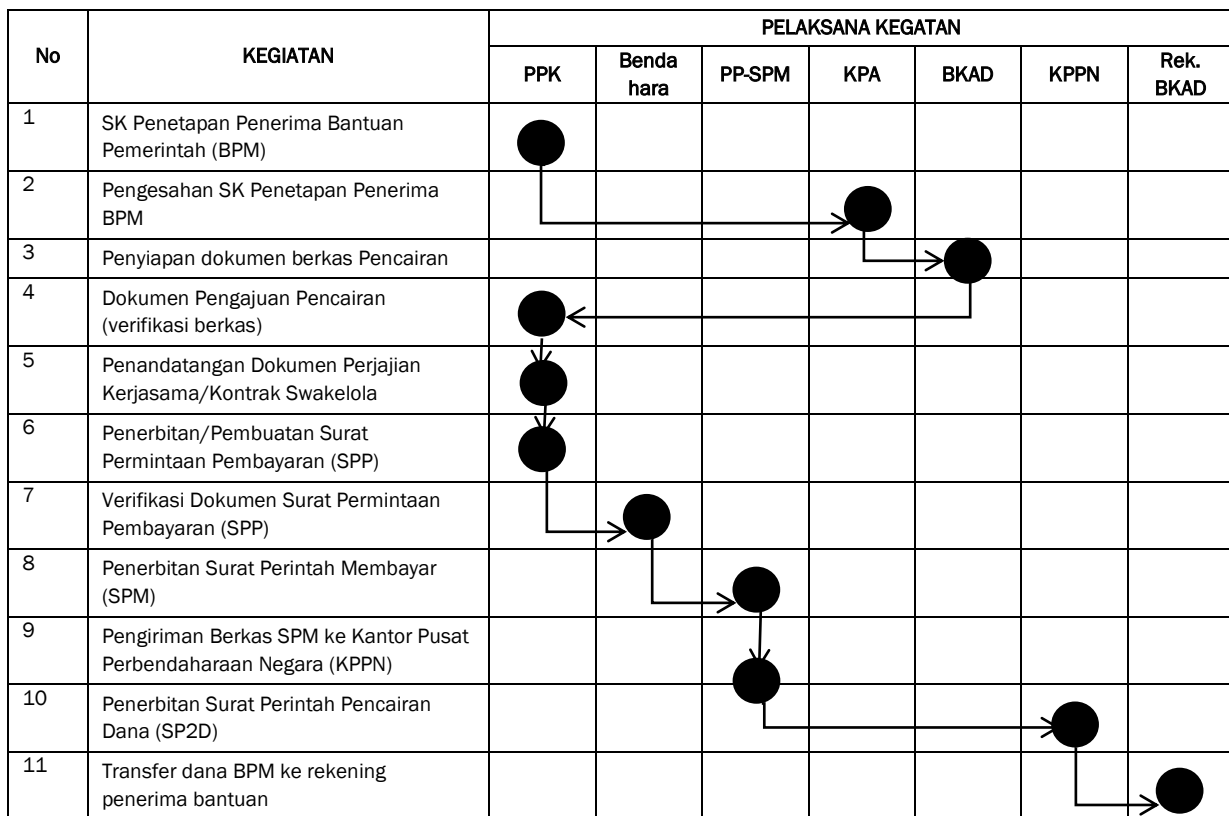 No
KEGIATAN
PELAKSANA KEGATAN
PPK
Benda
hara
PP-SPM
KPA
BKAD
KPPN
Rek.
BKAD
1
SK Penetapan Penerima Bantuan
Pemerintah (BPM)
2
Pengesahan SK Penetapan Penerima
BPM
3
Penyiapan dokumen berkas Pencairan
4
Dokumen Pengajuan Pencairan
(verifikasi berkas)
5
Penandatangan Dokumen Perjajian
Kerjasama/Kontrak Swakelola
6
Penerbitan/Pembuatan Surat
Permintaan Pembayaran (SPP)
7
Verifikasi Dokumen Surat Permintaan
Pembayaran (SPP)
8
Penerbitan Surat Perintah Membayar
(SPM)
9
Pengiriman Berkas SPM ke Kantor Pusat
Perbendaharaan Negara (KPPN)
10
Penerbitan Surat Perintah Pencairan
Dana (SP2D)
11
Transfer dana BPM ke rekening
penerima bantuan